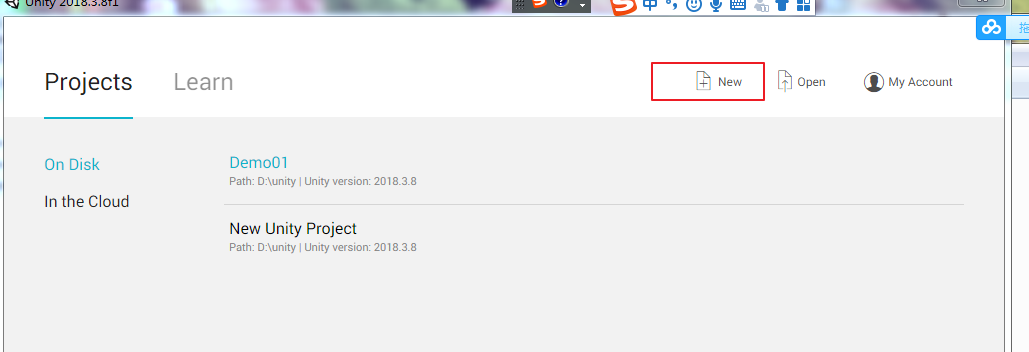 Unity 2018.3.8f1
中
Projects
Learn
New
Open
My Account
On Disk
In the Cloud
Demo01
Path: D:\unity | Unity version: 2018.3.8
New Unity Project
Path: D:\unity | Unity version: 2018.3.8